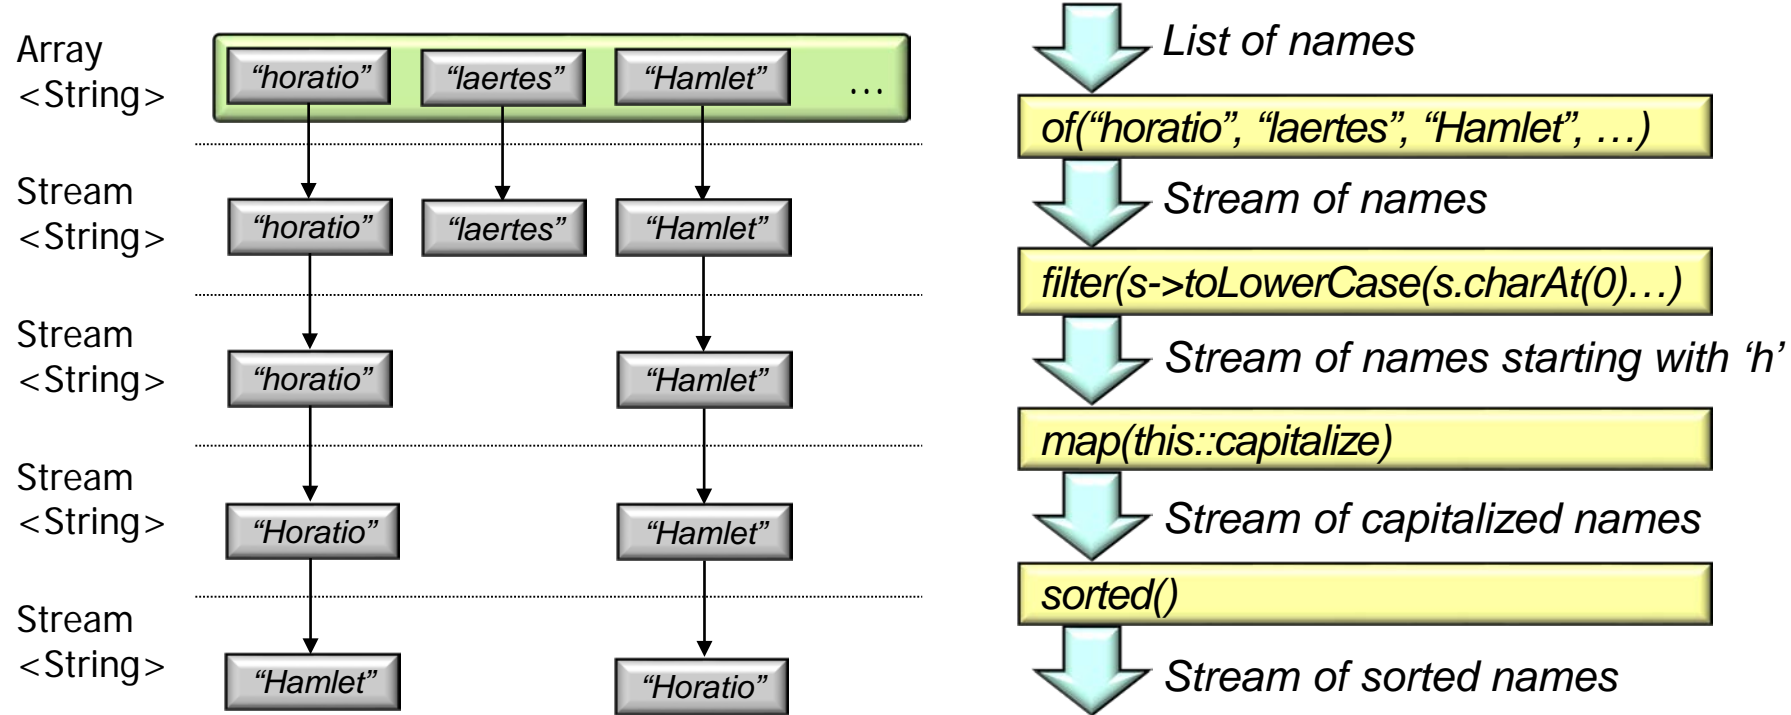 Array
<String>
“horatio”
“laertes”
“Hamlet”
…
Stream
<String>
“horatio”
“laertes”
“Hamlet”
Stream
<String>
“horatio”
“Hamlet”
Stream
<String>
“Horatio”
“Hamlet”
Stream
<String>
“Hamlet”
“Horatio”
List of names
of(“horatio”, “laertes”, “Hamlet”, …)
Stream of names
filter(s->toLowerCase(s.charAt(0)…)
Stream of names starting with ‘h’
map(this::capitalize)
Stream of capitalized names
sorted()
Stream of sorted names